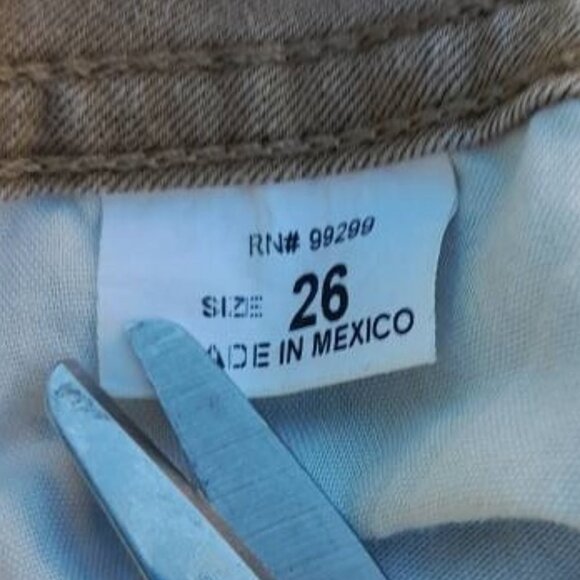 RN# 99299
SIZE 26
ADE IN MEXICO